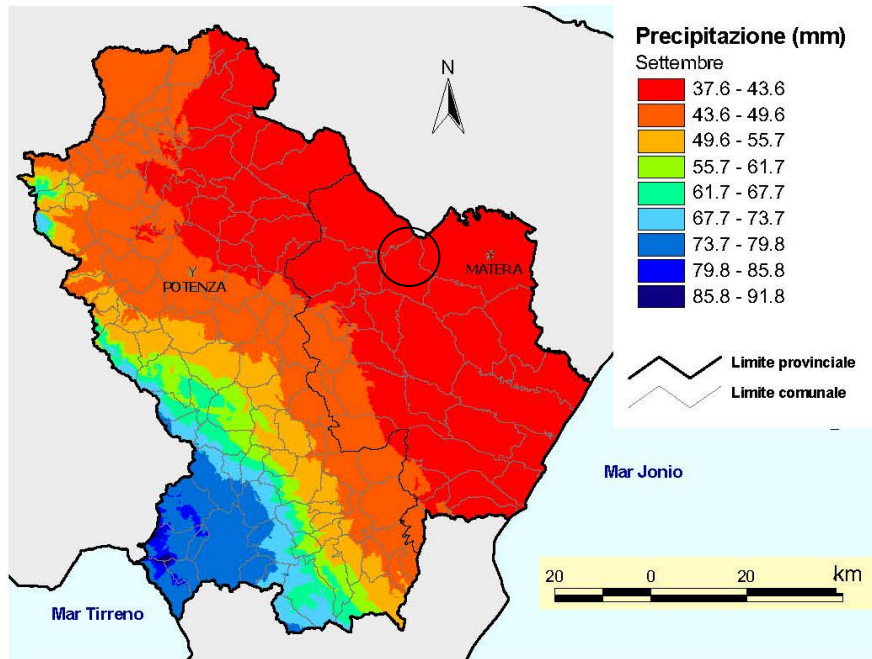 Precipitazione (mm)
Settembre
37.6 - 43.6
43.6 - 49.6
49.6 - 55.7
55.7 - 61.7
61.7 - 67.7
67.7 - 73.7
73.7 - 79.8
79.8 - 85.8
85.8 - 91.8
N
MATERA
POTENZA
Limite provinciale
Limite comunale
Mar Jonio
20 0 20 km
Mar Tirreno